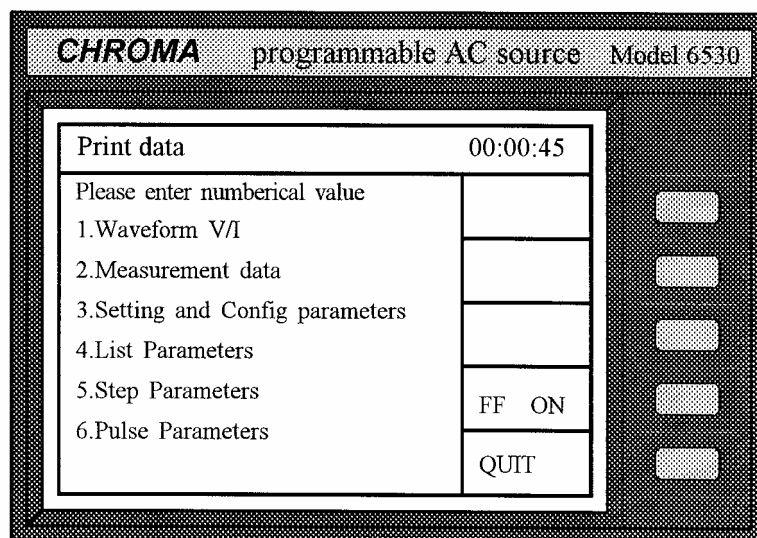 CHROMA programmable AC source Model 6530
Print data 00:00:45
Please enter numberical value
1.Waveform V/I
2.Measurement data
3.Setting and Config parameters
4.List Parameters
5.Step Parameters
6.Pulse Parameters
FF ON
QUIT